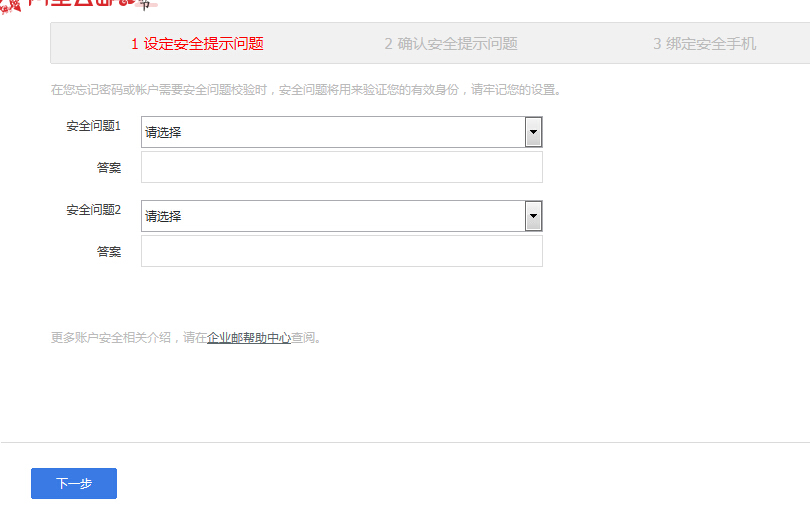 节
1 设定安全提示问题
2 确认安全提示问题
3 绑定安全手机
在您忘记密码或帐户需要安全问题校验时，安全问题将用来验证您的有效身份，请牢记您的设置。
安全问题1
请选择
答案
安全问题2
请选择
答案
更多账户安全相关介绍，请在企业邮帮助中心查阅。
下一步